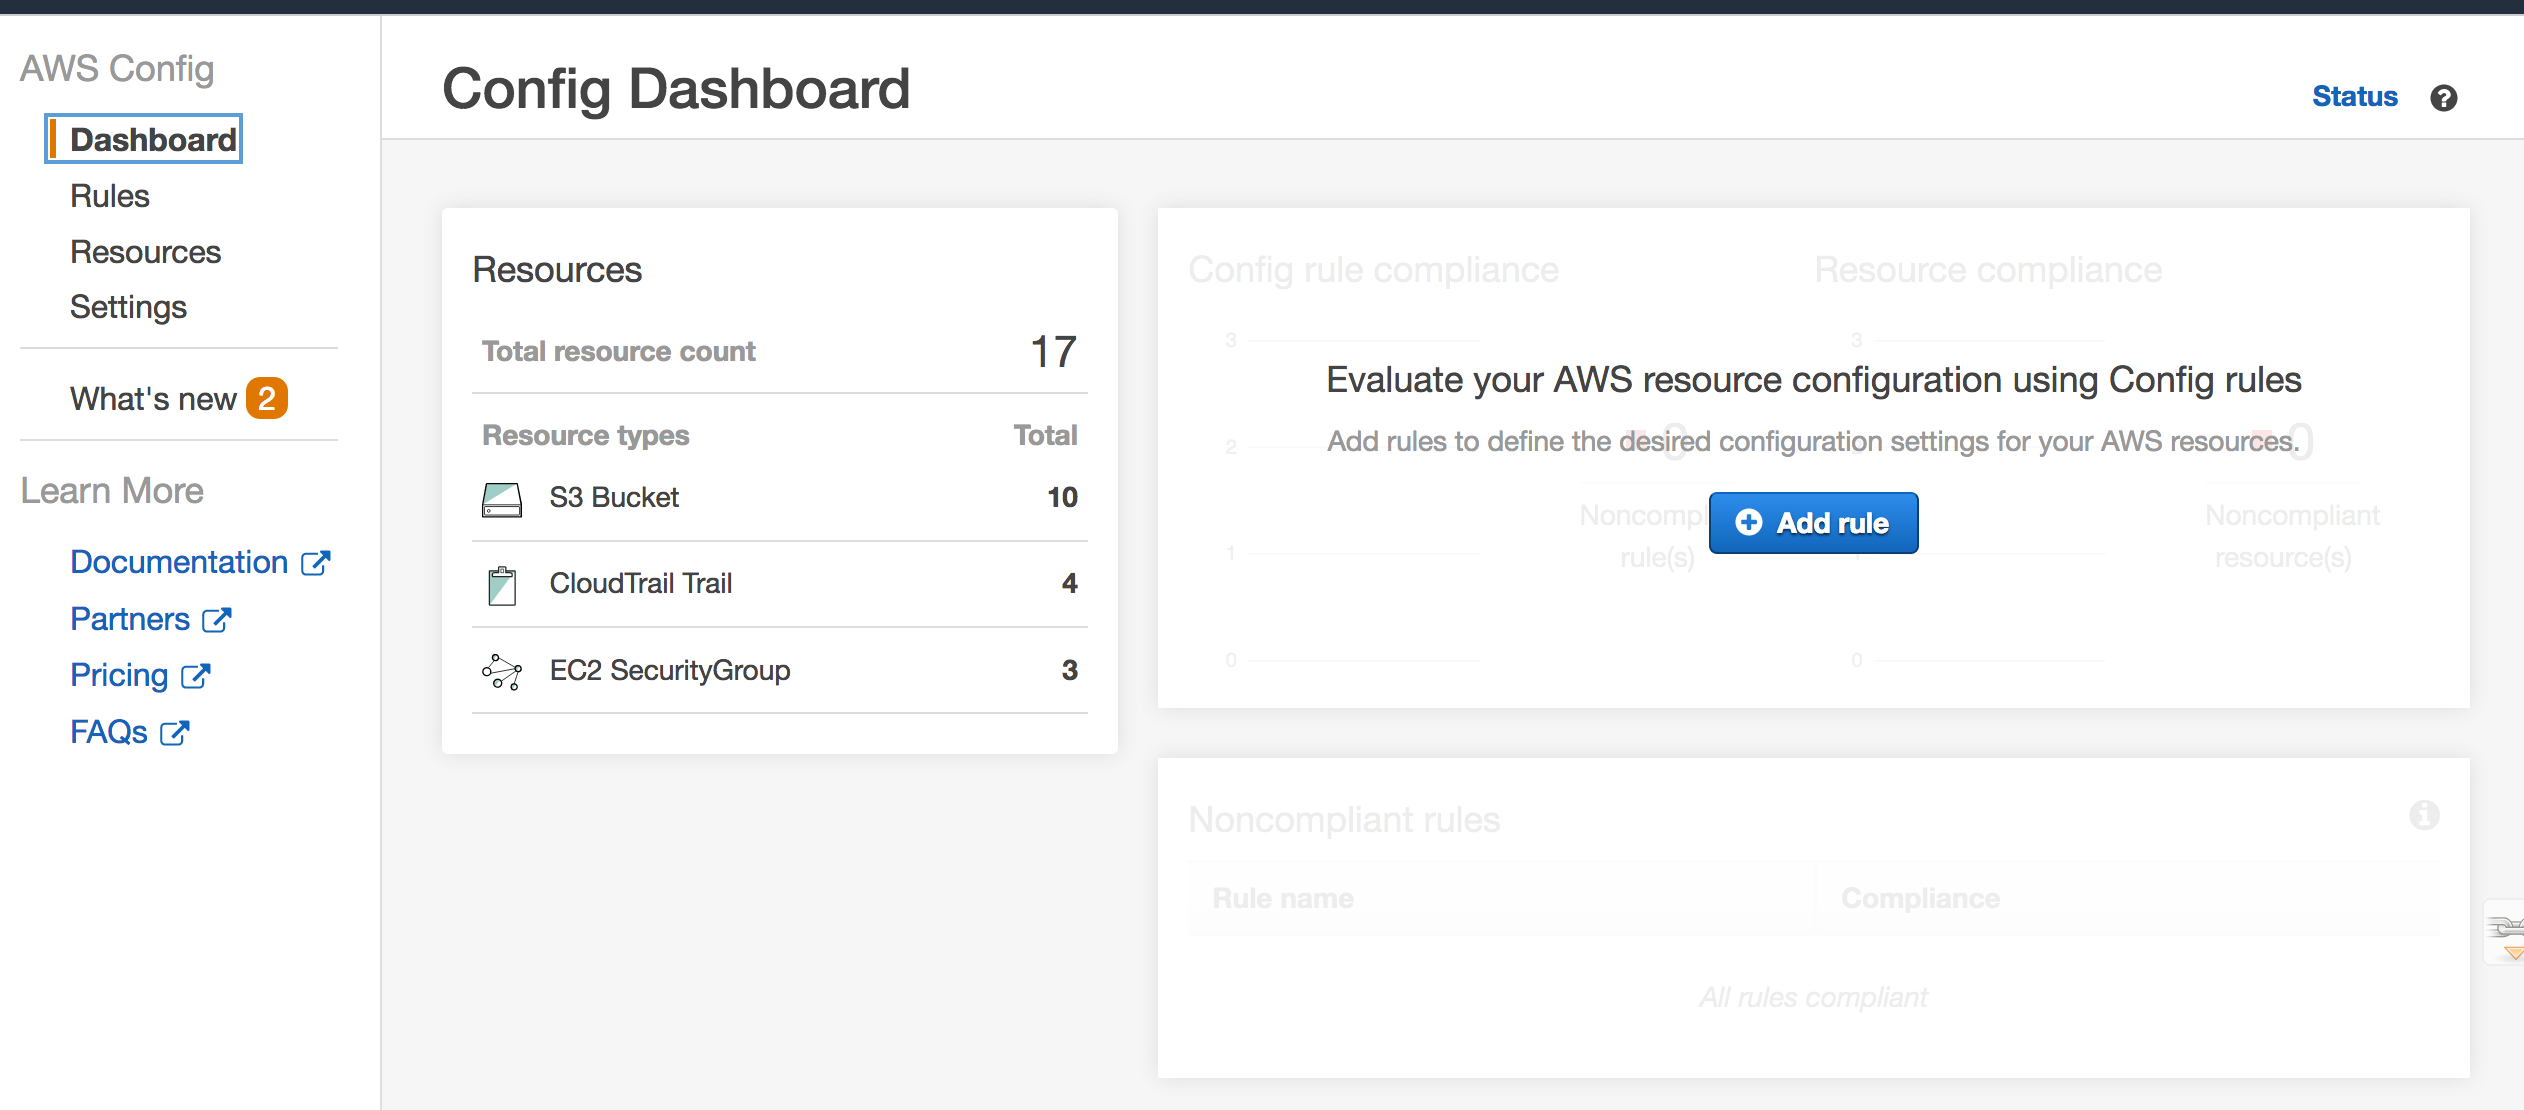 AWS Config
Dashboard
Rules
Resources
Settings
What's new 2
Learn More
Documentation
Partners
Pricing
FAQs
Config Dashboard
Status
Resources
Total resource count 17
Resource types Total
S3 Bucket 10
CloudTrail Trail 4
EC2 SecurityGroup 3
Config rule compliance
Resource compliance
3
3
Evaluate your AWS resource configuration using Config rules
2
Add rules to define the desired configuration settings for your AWS resources.
0
0
Noncompl
rule(s)
Add rule
Noncompliant
resource(s)
1
0
0
Noncompliant rules
Rule name Compliance
All rules compliant